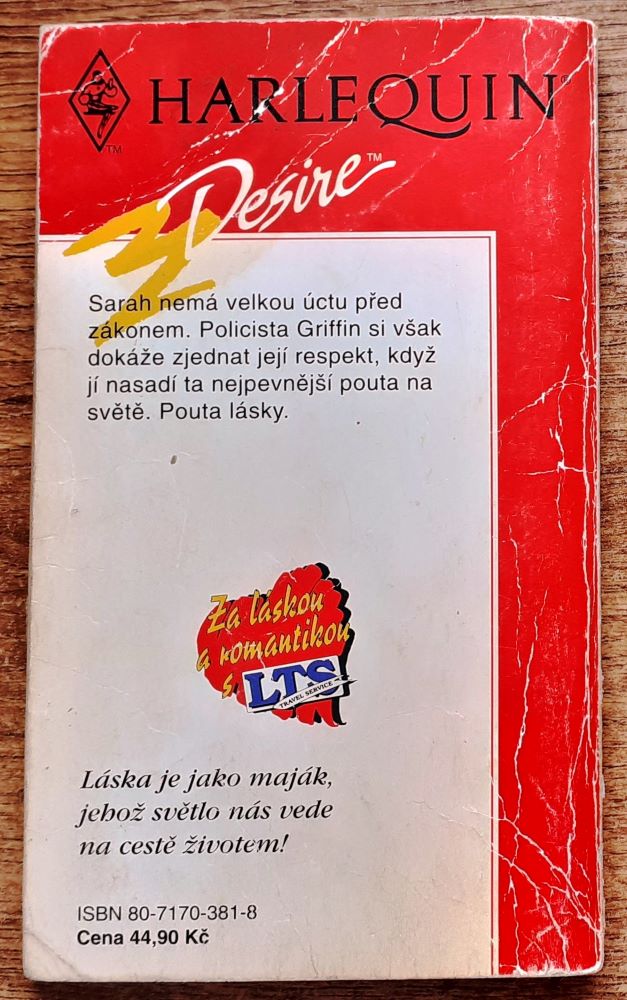 HARLEQUIN®
TM
Desire™
Sarah nemá velkou úctu před
zákonem. Policista Griffin si však
dokáže zjednat její respekt, když
jí nasadí ta nejpevnější pouta na
světě. Pouta lásky.
Za láskou
a romantikou
s
LTS
TRAVEL SERVICE
Láska je jako maják,
jehož světlo nás vede
na cestě životem!
ISBN 80-7170-381-8
Cena 44,90 Kč